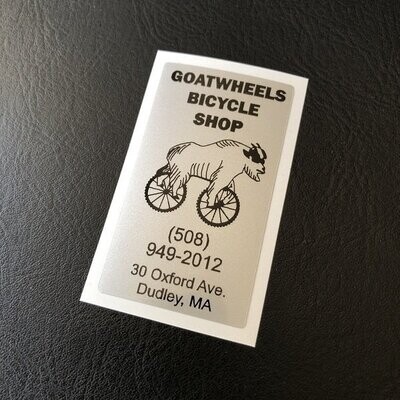 GOATWHEELS
BICYCLE
SHOP
(508)
949-2012
30 Oxford Ave.
Dudley, MA